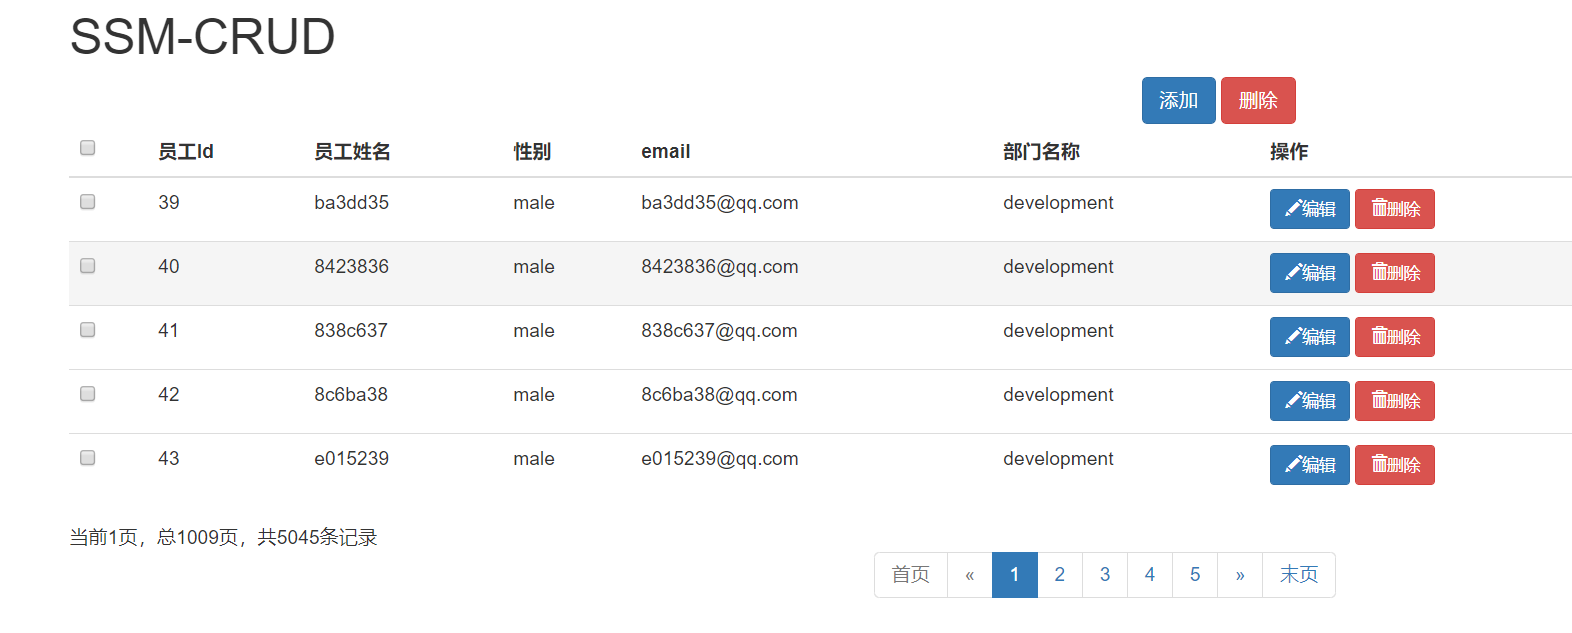 SSM-CRUD
添加 删除
员工Id 员工姓名 性别 email 部门名称 操作
39 ba3dd35 male ba3dd35@qq.com development 编辑 删除
40 8423836 male 8423836@qq.com development 编辑 删除
41 838c637 male 838c637@qq.com development 编辑 删除
42 8c6ba38 male 8c6ba38@qq.com development 编辑 删除
43 e015239 male e015239@qq.com development 编辑 删除
当前1页，总1009页，共5045条记录
首页 « 1 2 3 4 5 » 末页